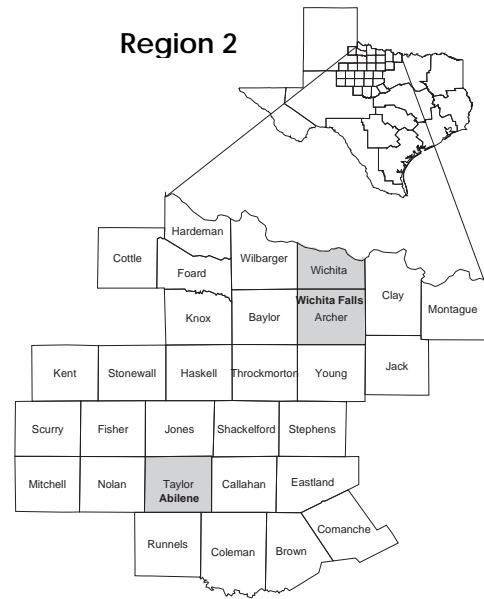 Region 2
Hardeman
Cottle
Wilbarger
Foard
Wichita
Clay
Wichita Falls
Archer
Montague
Knox
Baylor
Kent
Stonewall
Haskell
Throckmorton
Young
Jack
Scurry
Fisher
Jones
Shackelford
Stephens
Mitchell
Nolan
Taylor
Abilene
Callahan
Eastland
Comanche
Runnels
Coleman
Brown